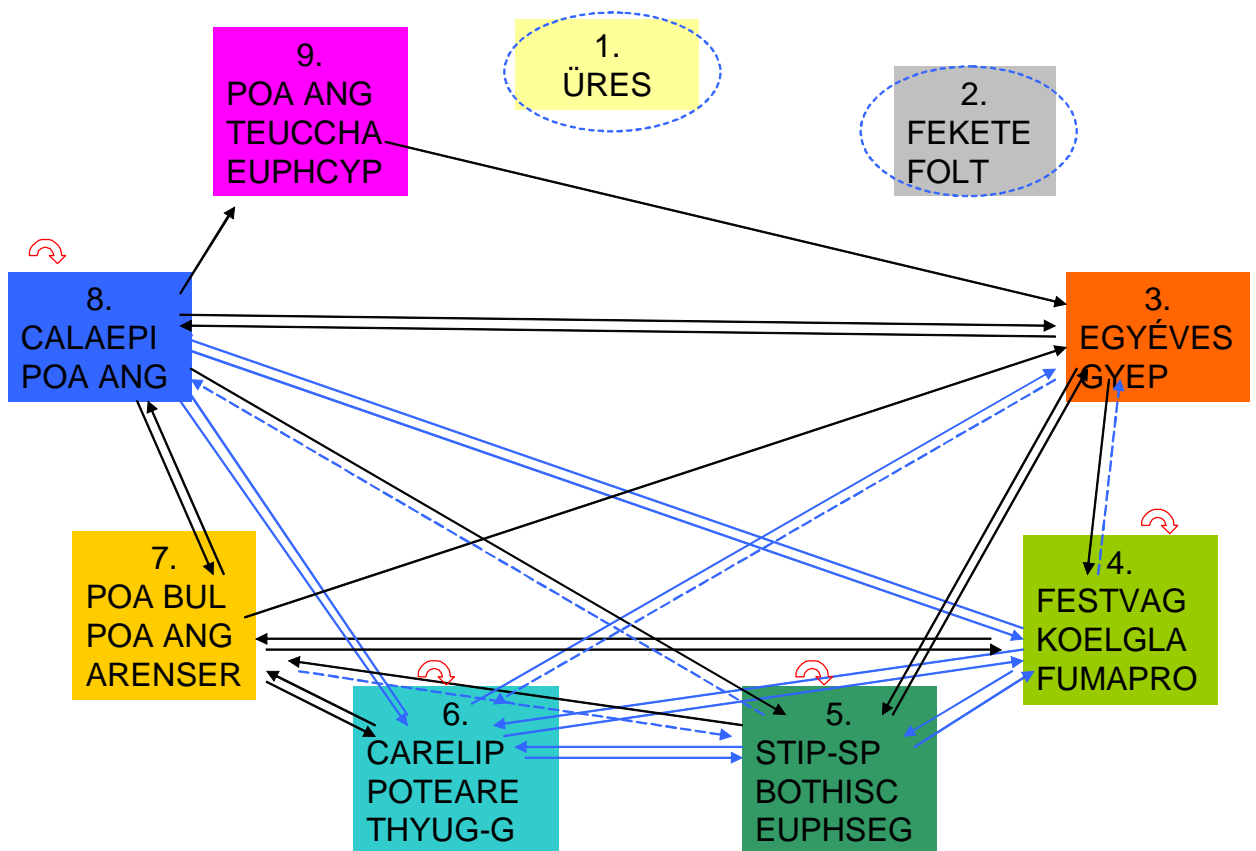 1.
ÜRES
2.
FEKETE
FOLT
3.
EGYÉVES
GYEP
4.
FESTVAG
KOELGLA
FUMAPRO
5.
STIP-SP
BOTHISC
EUPHSEG
6.
CARELIP
POTEARE
THYUG-G
7.
POA BUL
POA ANG
ARENSER
8.
CALAEPI
POA ANG
9.
POA ANG
TEUCCHA
EUPHCYP